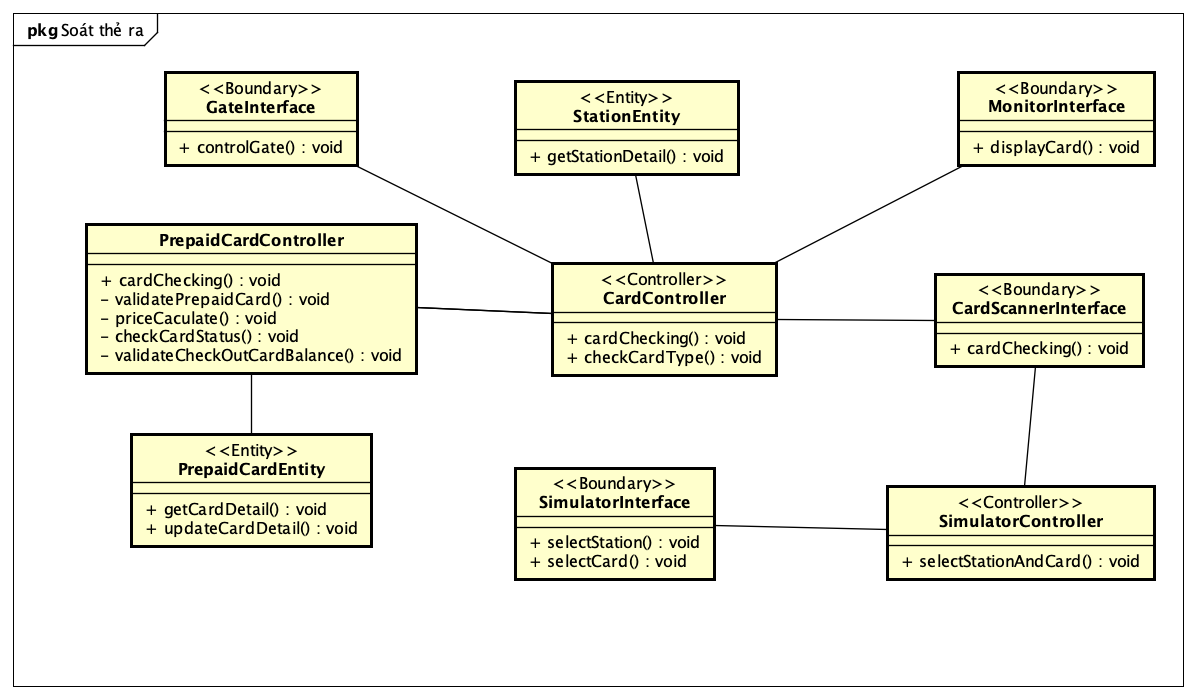 pkg Soát thẻ ra
<<Boundary>>
GateInterface
+ controlGate() : void
<<Entity>>
StationEntity
+ getStationDetail() : void
<<Boundary>>
MonitorInterface
+ displayCard() : void
PrepaidCardController
+ cardChecking() : void
- validatePrepaidCard() : void
- priceCaculate() : void
- checkCardStatus() : void
- validateCheckOutCardBalance() : void
<<Controller>>
CardController
+ cardChecking() : void
+ checkCardType() : void
<<Boundary>>
CardScannerInterface
+ cardChecking() : void
<<Entity>>
PrepaidCardEntity
+ getCardDetail() : void
+ updateCardDetail() : void
<<Boundary>>
SimulatorInterface
+ selectStation() : void
+ selectCard() : void
<<Controller>>
SimulatorController
+ selectStationAndCard() : void